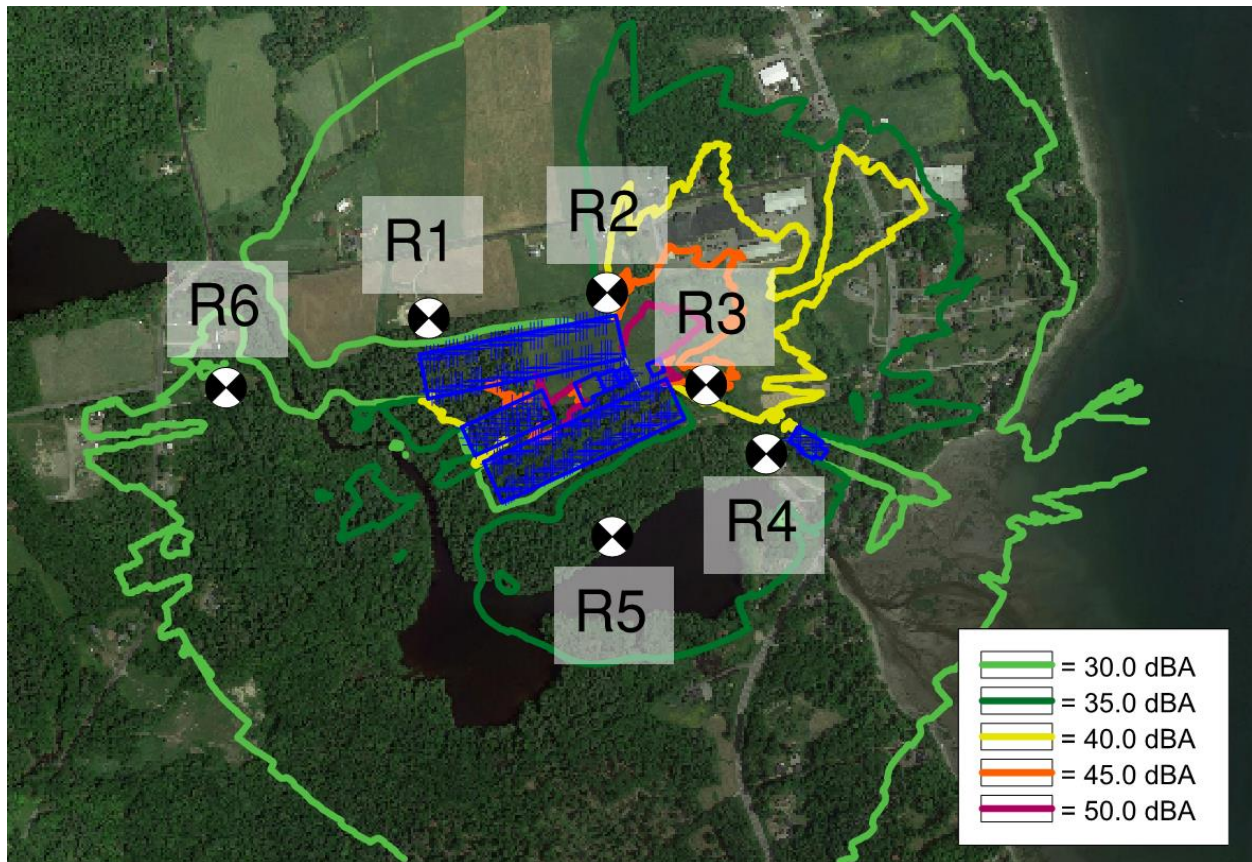 R2
R1
R3
R6
R4
R5
= 30.0 dBA
= 35.0 dBA
= 40.0 dBA
= 45.0 dBA
= 50.0 dBA